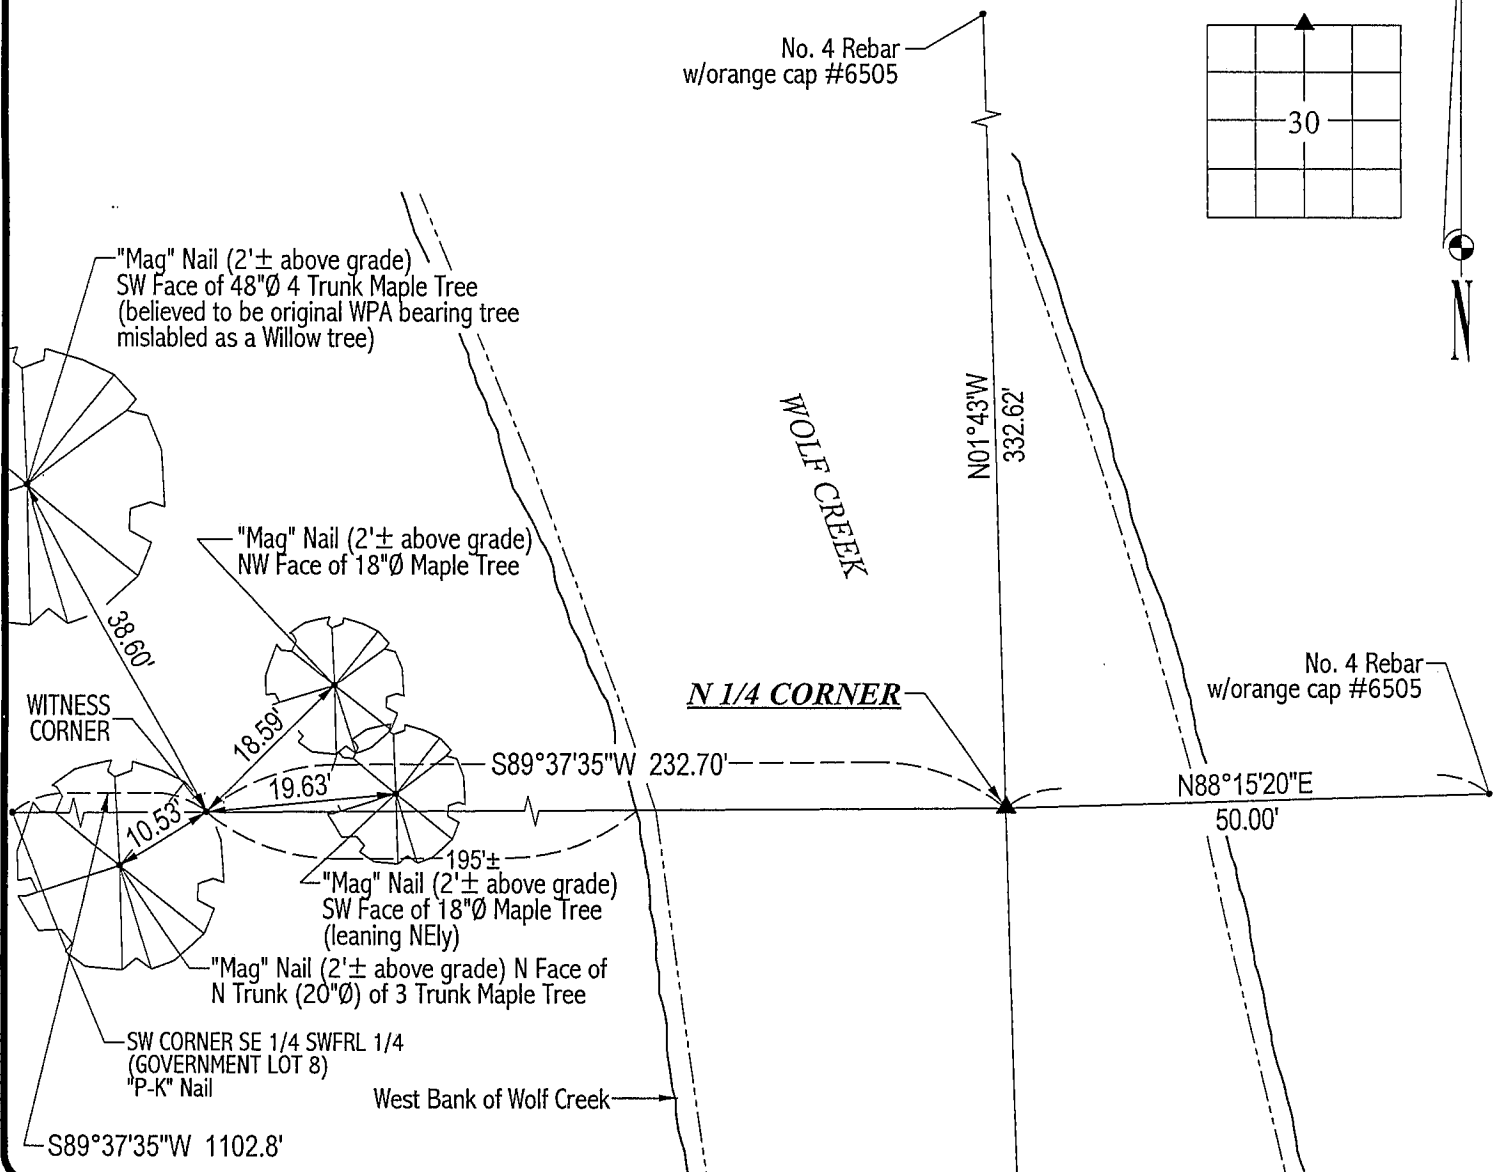 No. 4 Rebar
w/orange cap #6505
30
N
"Mag" Nail (2'± above grade)
SW Face of 48"Ø 4 Trunk Maple Tree
(believed to be original WPA bearing tree
mislabled as a Willow tree)
N01°43'W
332.62'
WOLF CREEK
"Mag" Nail (2'± above grade)
NW Face of 18"Ø Maple Tree
38.60'
No. 4 Rebar
w/orange cap #6505
WITNESS
CORNER
N 1/4 CORNER
18.59'
S89°37'35"W 232.70'
19.63'
N88°15'20"E
50.00'
10.53'
195'±
"Mag" Nail (2'± above grade)
SW Face of 18"Ø Maple Tree
(leaning NEly)
"Mag" Nail (2'± above grade) N Face of
N Trunk (20"Ø) of 3 Trunk Maple Tree
SW CORNER SE 1/4 SWFRL 1/4
(GOVERNMENT LOT 8)
"P-K" Nail
West Bank of Wolf Creek
S89°37'35"W 1102.8'